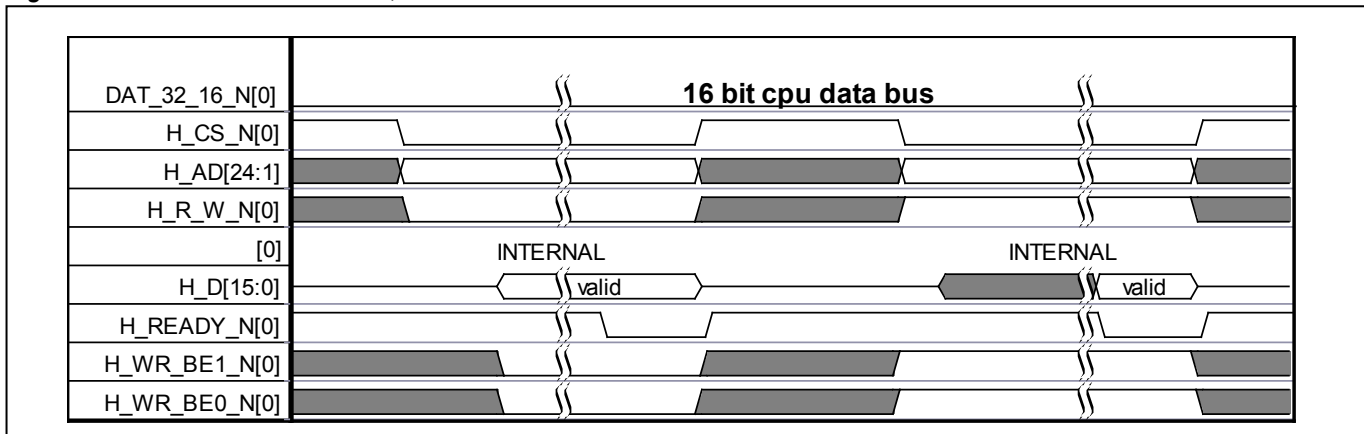 DAT_32_16_N[0]
16 bit cpu data bus
H_CS_N[0]
H_AD[24:1]
H_R_W_N[0]
[0]
INTERNAL
INTERNAL
H_D[15:0]
valid
valid
H_READY_N[0]
H_WR_BE1_N[0]
H_WR_BE0_N[0]